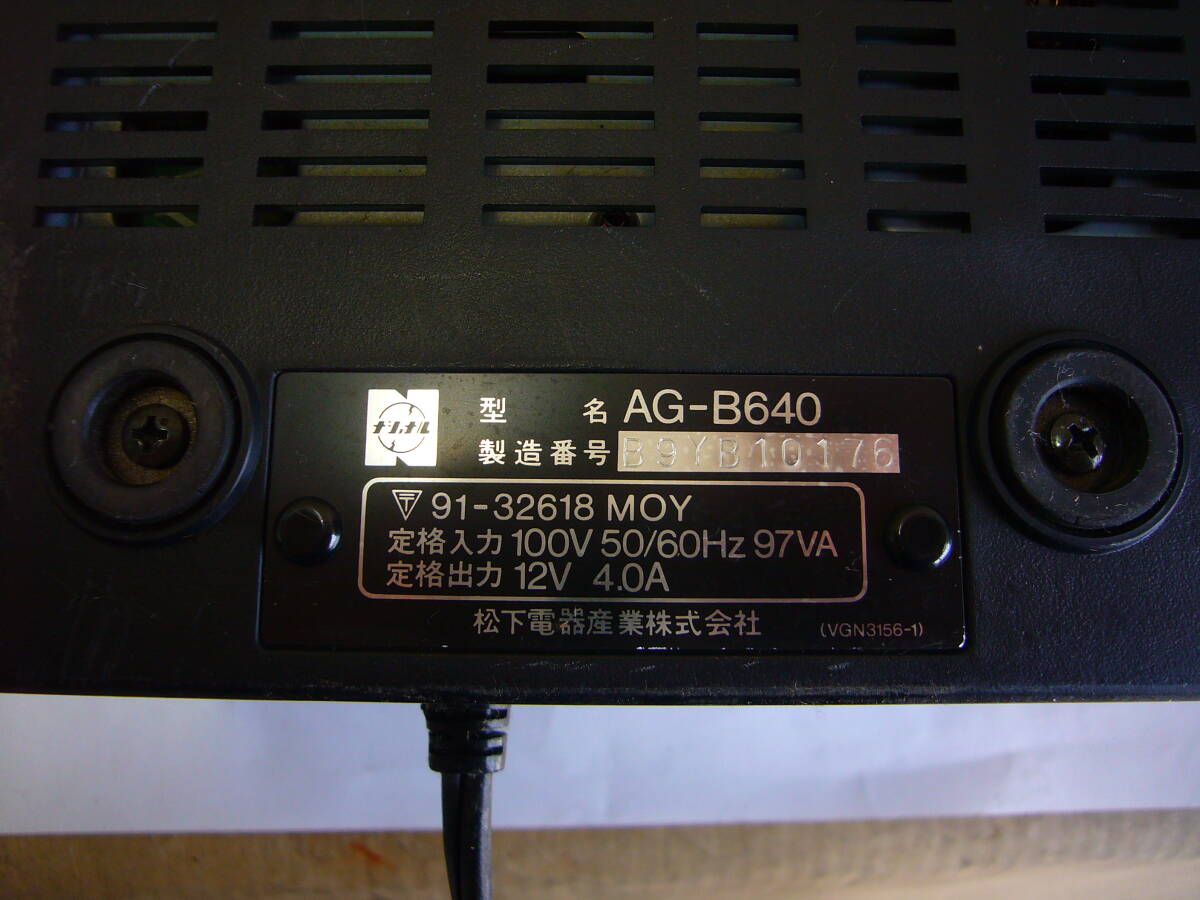 ナショナル
型 名 AG-B640
製造番号 B9YB10176
〒 91-32618 MOY
定格入力 100V 50/60Hz 97VA
定格出力 12V 4.0A
松下電器産業株式会社 (VGN3156-1)